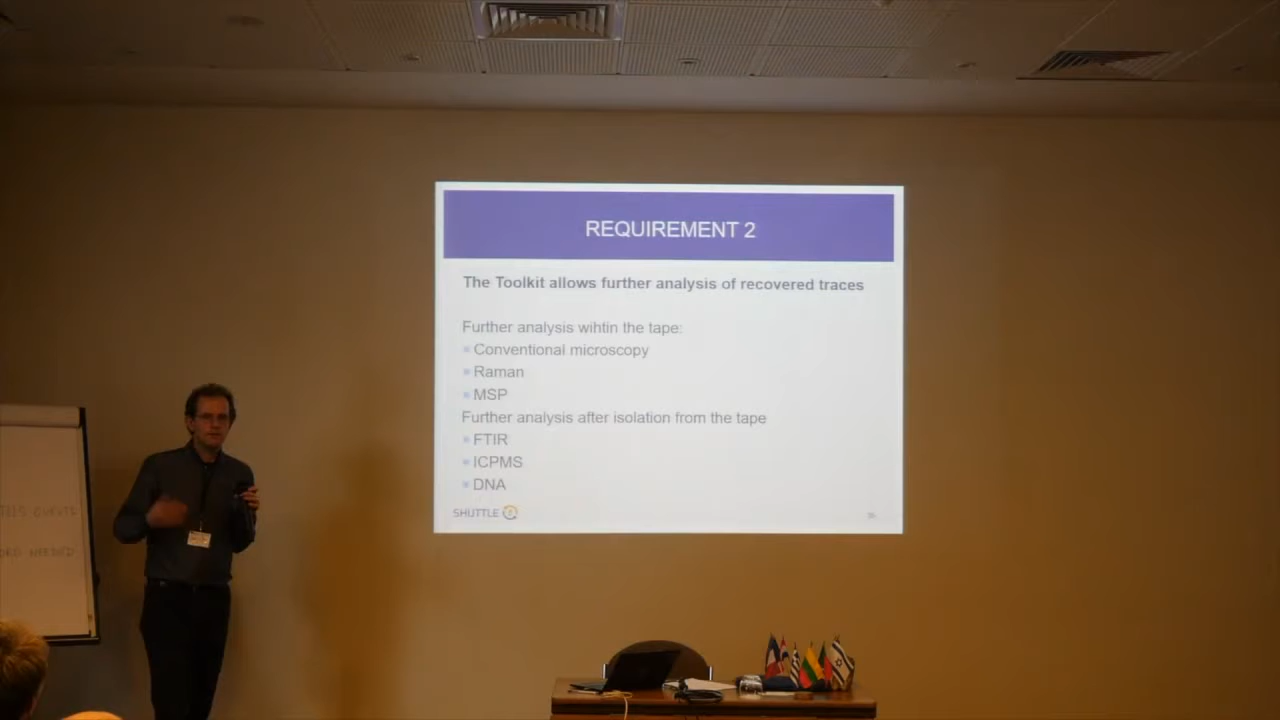 REQUIREMENT 2
The Toolkit allows further analysis of recovered traces
Further analysis wihtin the tape:
Conventional microscopy
Raman
MSP
Further analysis after isolation from the tape
FTIR
ICPMS
DNA
SHUTTLE
NEEDED